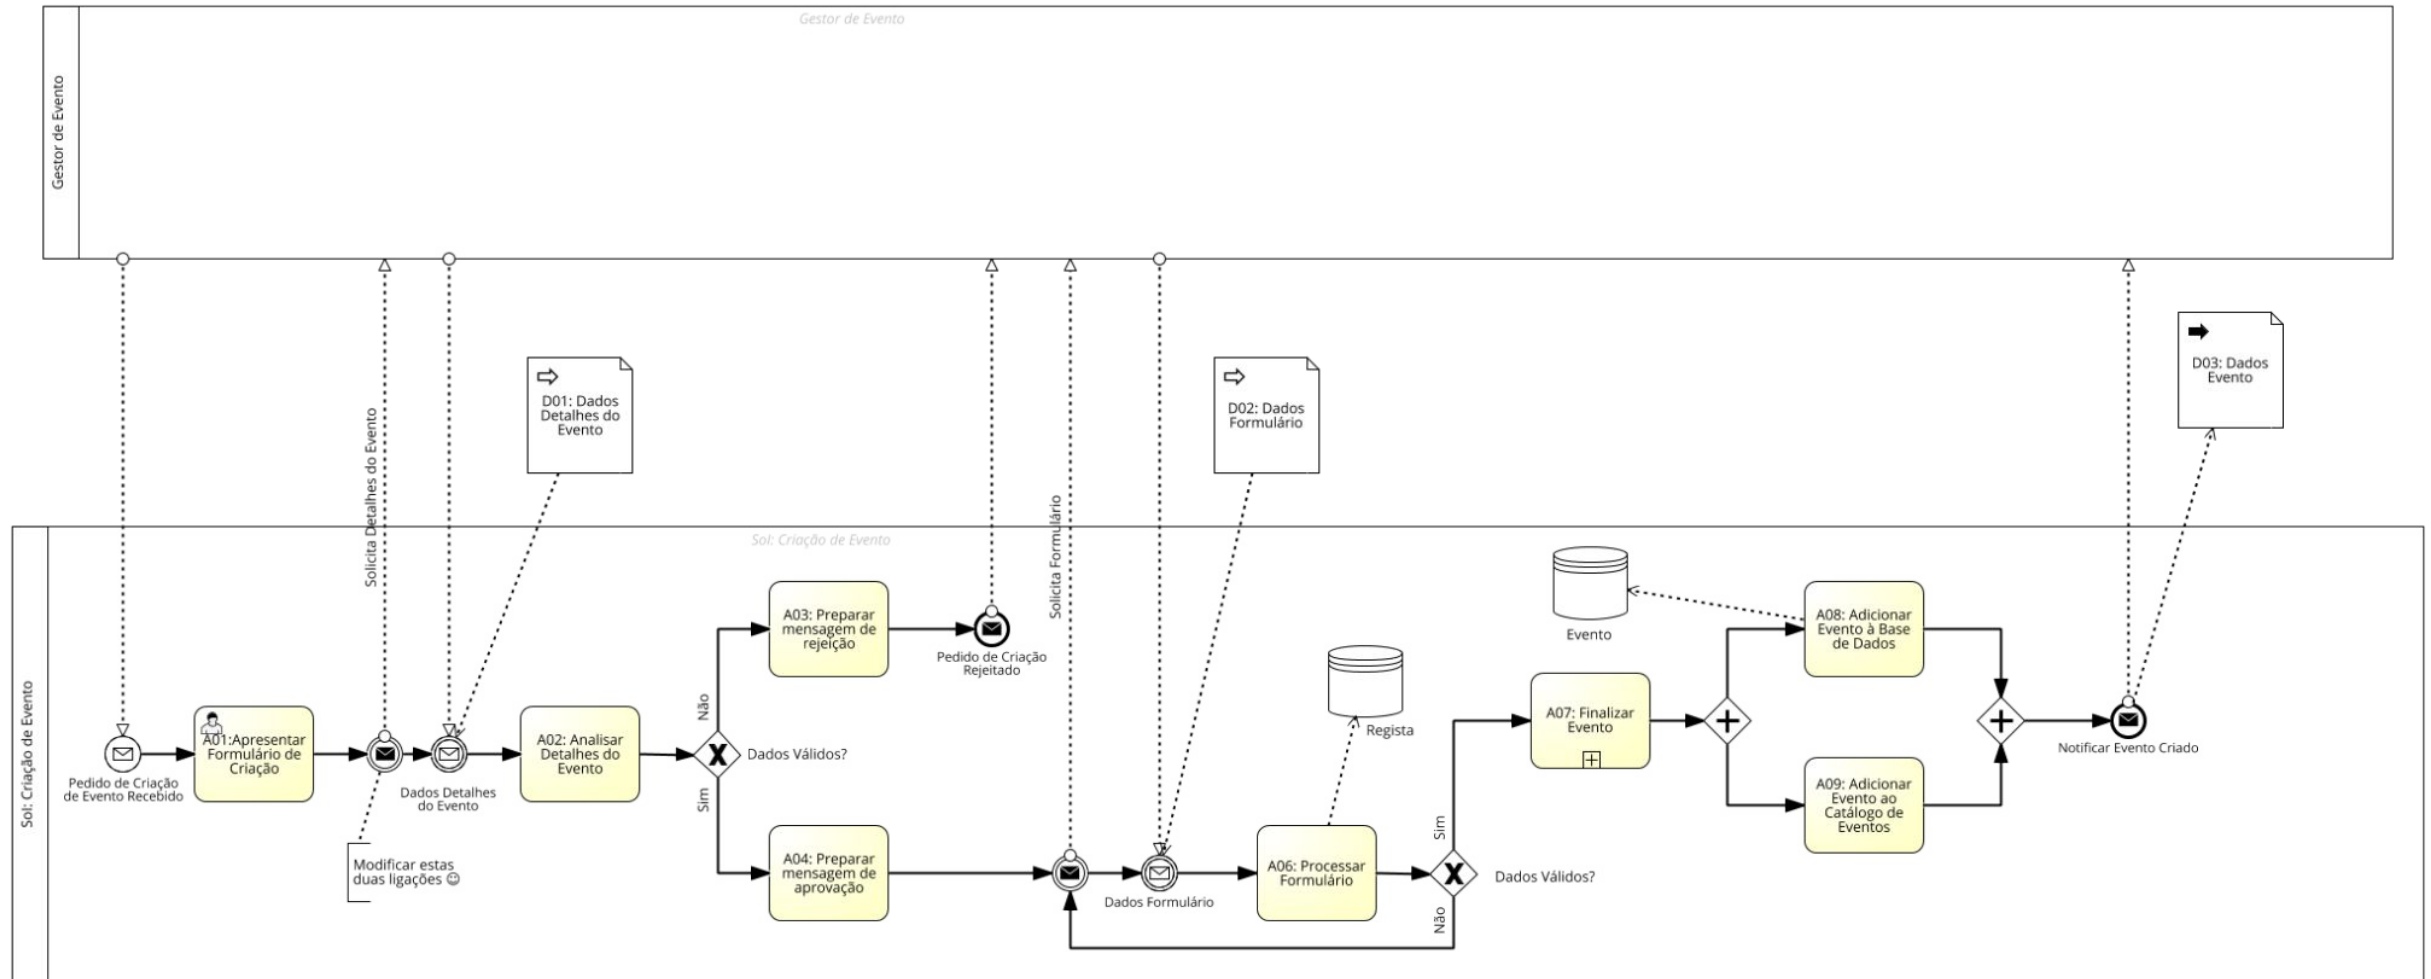 Gestor de Evento
Gestor de Evento
D03: Dados
Evento
D01: Dados
Detalhes do
Evento
D02: Dados
Formulário
Solicita Detalhes do Evento
Solicita Formulário
Sol: Criação de Evento
Sol: Criação de Evento
Pedido de Criação
de Evento Recebido
A01:Apresentar
Formulário de
Criação
Modificar estas
duas ligações ☺
Dados Detalhes
do Evento
A02: Analisar
Detalhes do
Evento
Dados Válidos?
Não
Sim
A03: Preparar
mensagem de
rejeição
Pedido de Criação
Rejeitado
A04: Preparar
mensagem de
aprovação
Dados Formulário
A06: Processar
Formulário
Regista
Dados Válidos?
Sim
Não
A07: Finalizar
Evento
Evento
A08: Adicionar
Evento à Base
de Dados
A09: Adicionar
Evento ao
Catálogo de
Eventos
Notificar Evento Criado